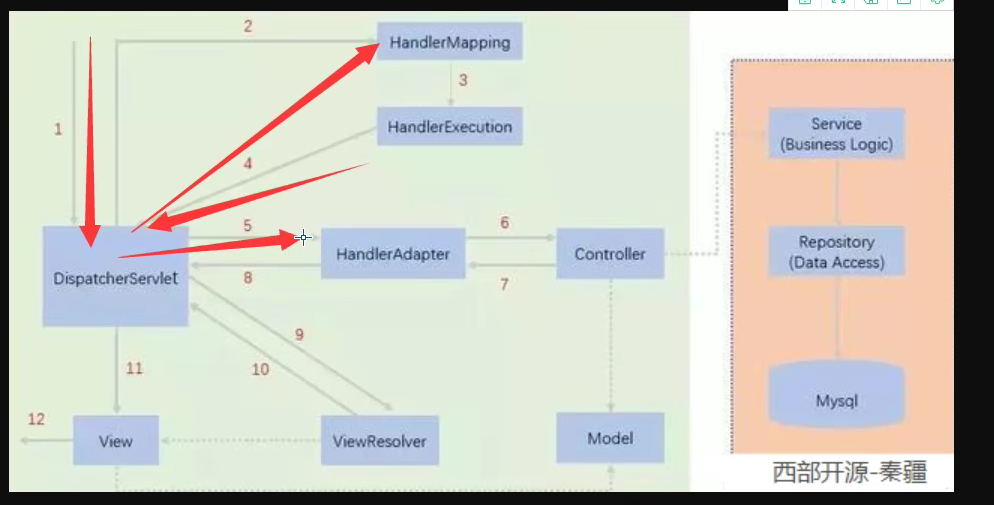 2
HandlerMapping
3
1
HandlerExecution
4
Service
(Business Logic)
5
6
HandlerAdapter
Controller
Repository
(Data Access)
DispatcherServlet
8
7
9
10
11
Mysql
12
View
ViewResolver
Model
西部开源-秦疆